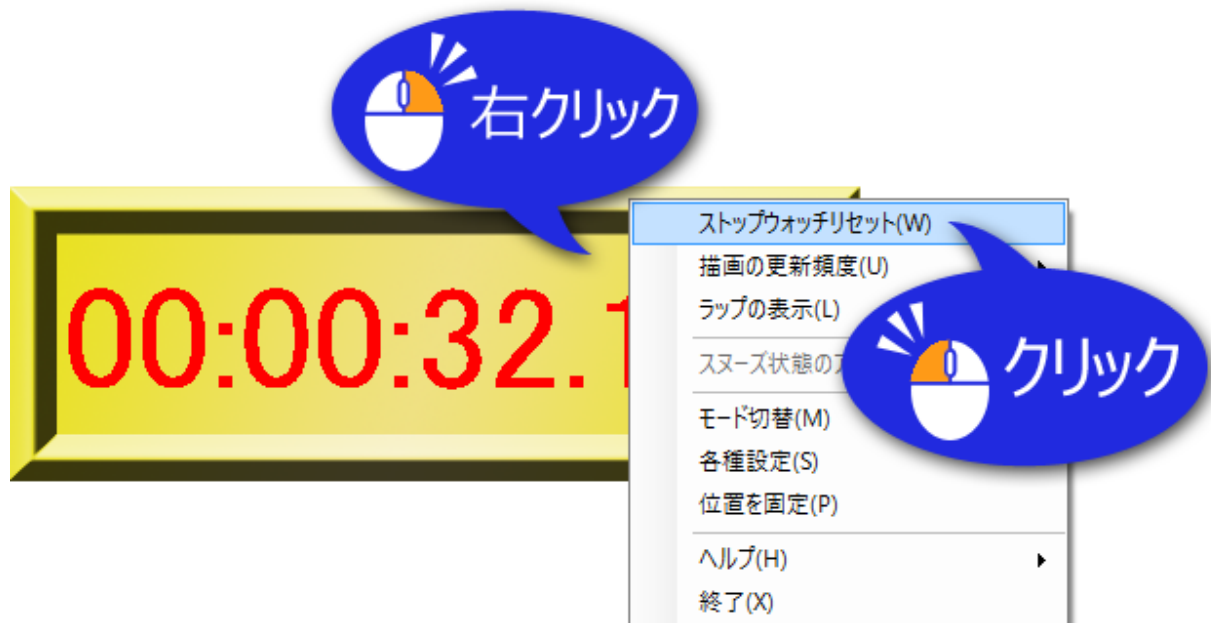 右クリック
00:00:32.1
ストップウォッチリセット(W)
描画の更新頻度(U)
ラップの表示(L)
スヌーズ状態の
クリック
モード切替(M)
各種設定(S)
位置を固定(P)
ヘルプ(H)
終了(X)